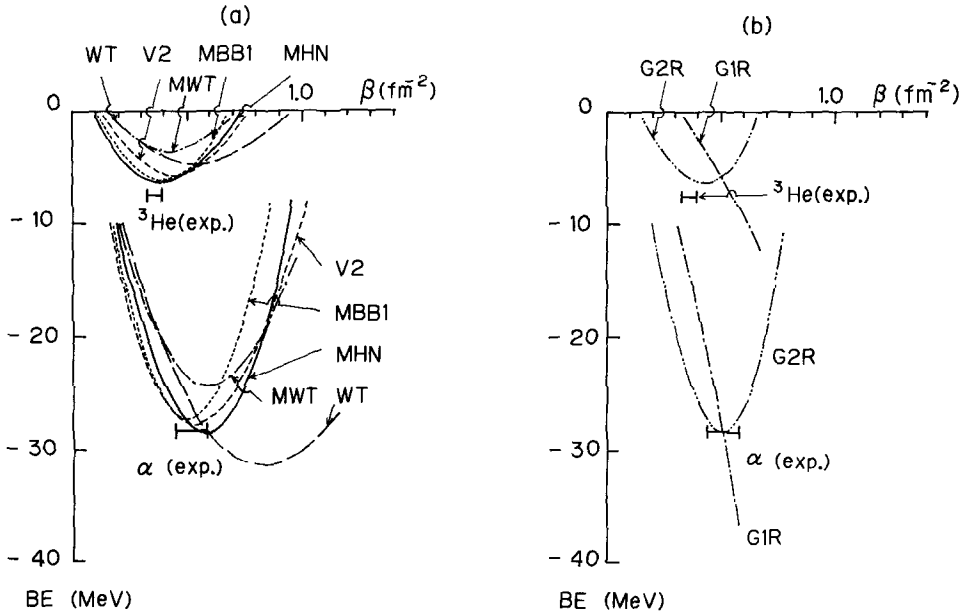 (a)
WT V2 MBB1 MHN
MWT
1.0
β (fm⁻²)
0
³He(exp.)
- 10
V2
MBB1
- 20
MHN
MWT WT
- 30
α (exp.)
- 40
BE (MeV)
(b)
G2R G1R
1.0
β (fm⁻²)
0
³He(exp.)
- 10
- 20
G2R
- 30
α (exp.)
G1R
- 40
BE (MeV)